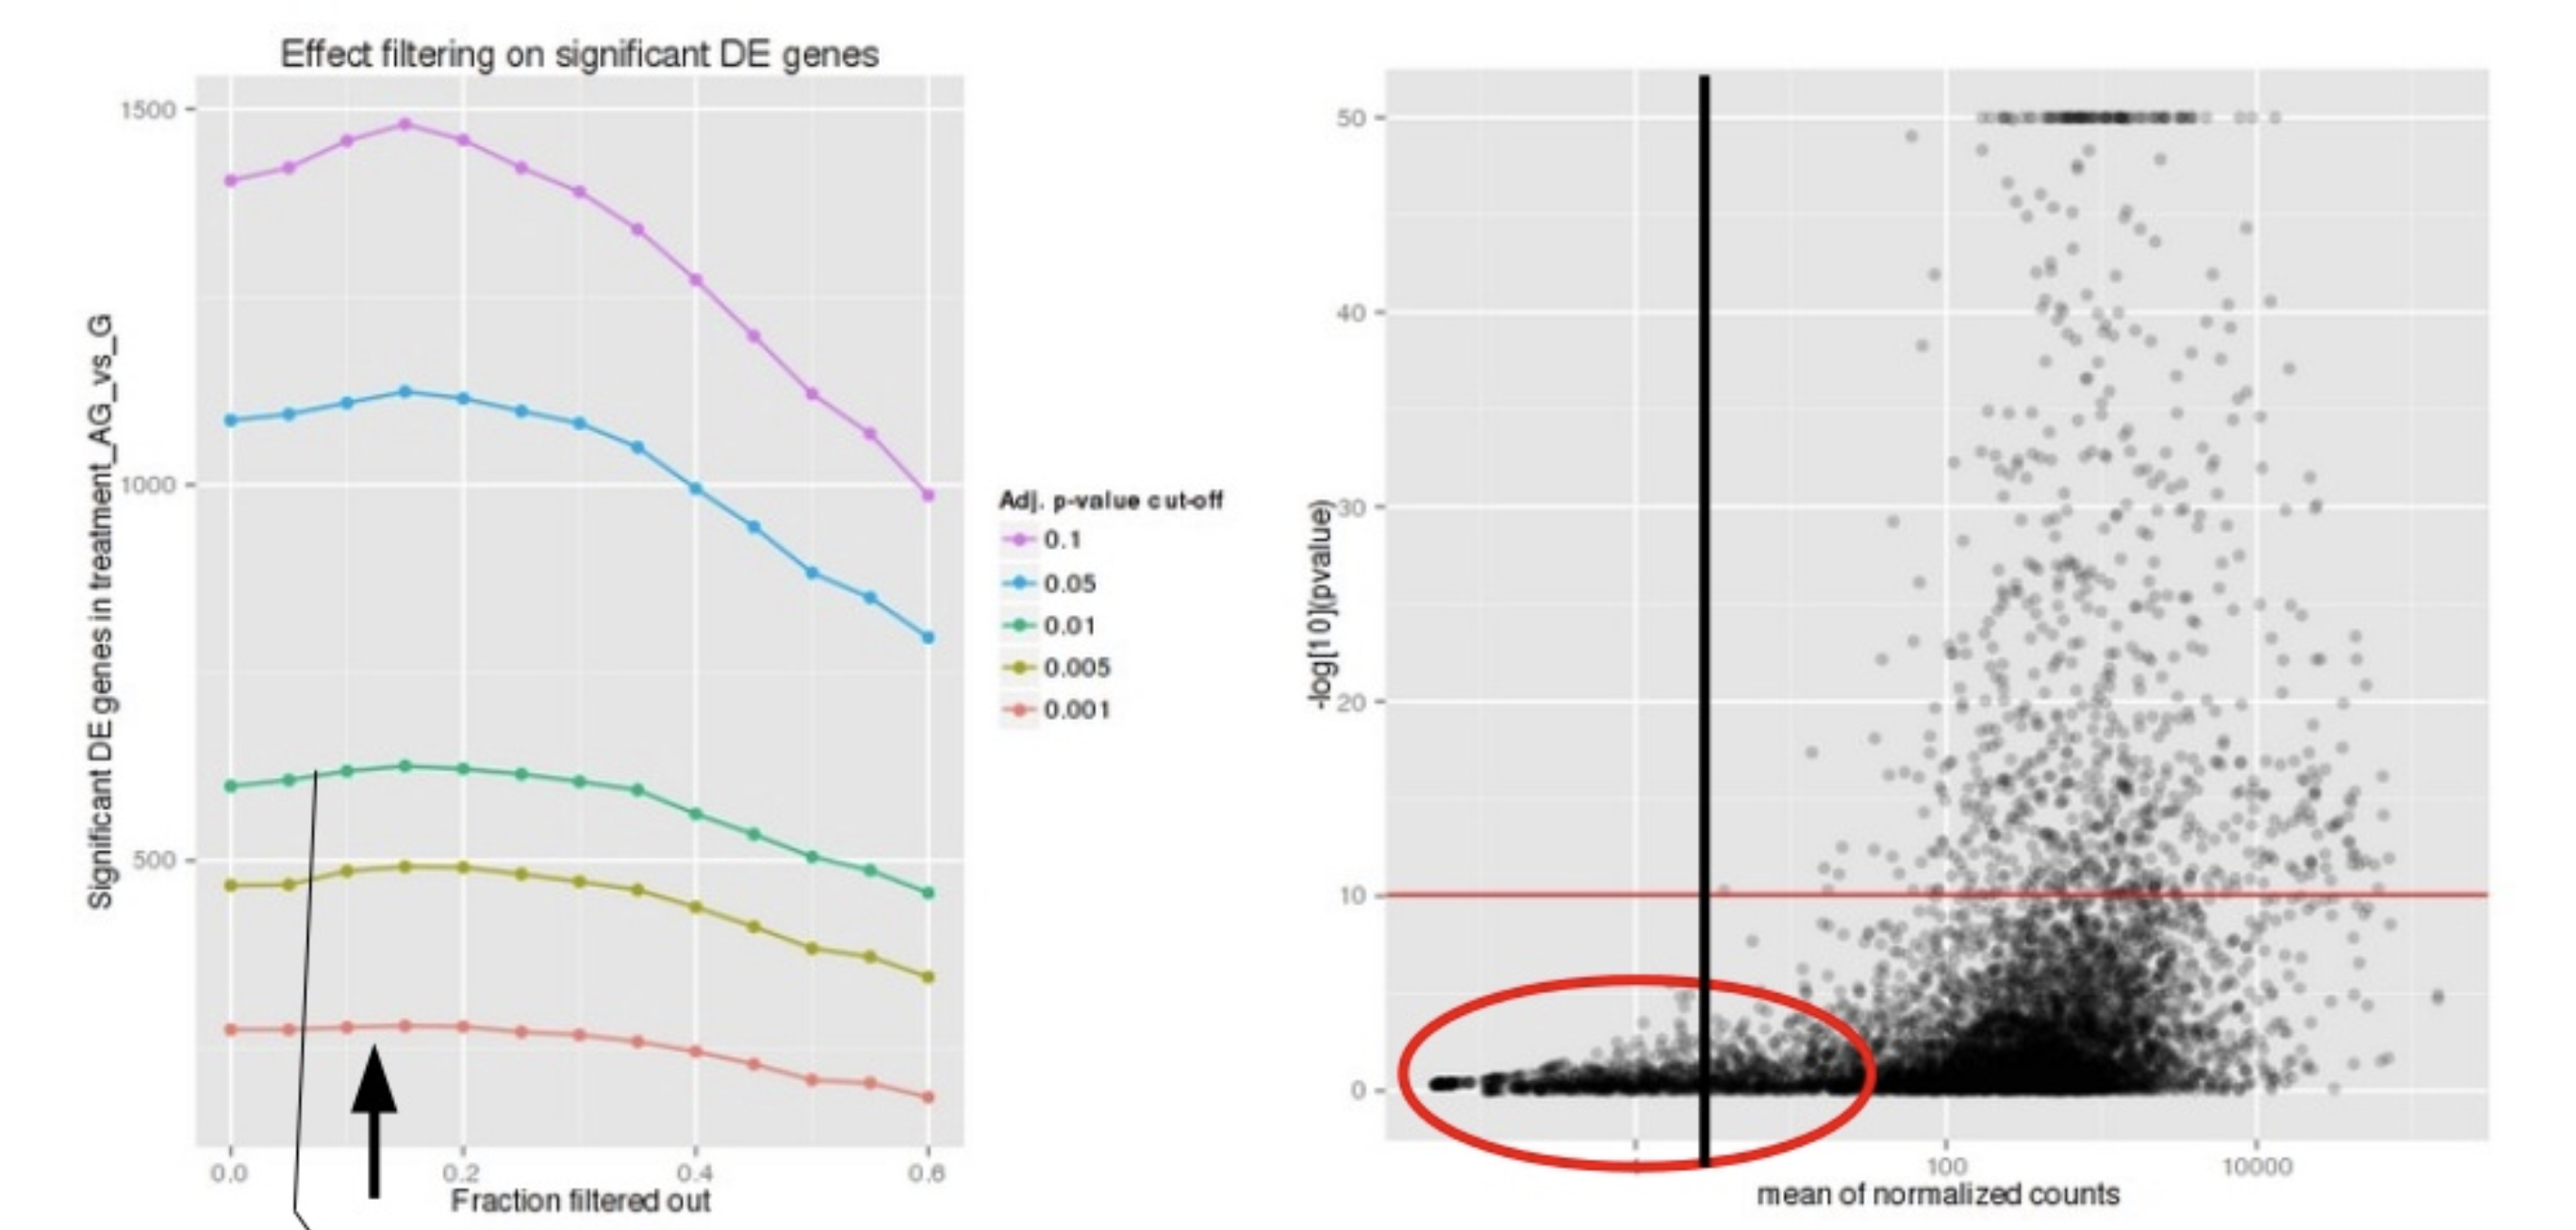 Effect filtering on significant DE genes
Significant DE genes in treatment_AG_vs_G
1500
1000
500
0.0 0.2 0.4 0.6
Fraction filtered out
Adj. p-value cut-off
0.1
0.05
0.01
0.005
0.001
-log[10](pvalue)
50
40
30
20
10
0
100 10000
mean of normalized counts